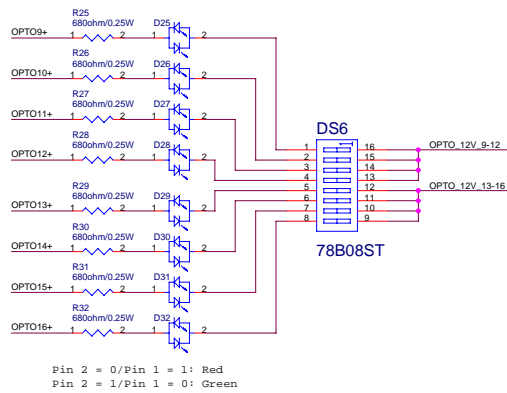 R25
680ohm/0.25W
D25
OPTO9+ 1 2 1 2
R26
680ohm/0.25W
D26
OPTO10+ 1 2 1 2
R27
680ohm/0.25W
D27
OPTO11+ 1 2 1 2
R28
680ohm/0.25W
D28
OPTO12+ 1 2 1 2
R29
680ohm/0.25W
D29
OPTO13+ 1 2 1 2
R30
680ohm/0.25W
D30
OPTO14+ 1 2 1 2
R31
680ohm/0.25W
D31
OPTO15+ 1 2 1 2
R32
680ohm/0.25W
D32
OPTO16+ 1 2 1 2
DS6
1 16 OPTO_12V_9-12
2 15
3 14
4 13
5 12 OPTO_12V_13-16
6 11
7 10
8 9
78B08ST
Pin 2 = 0/Pin 1 = 1: Red
Pin 2 = 1/Pin 1 = 0: Green